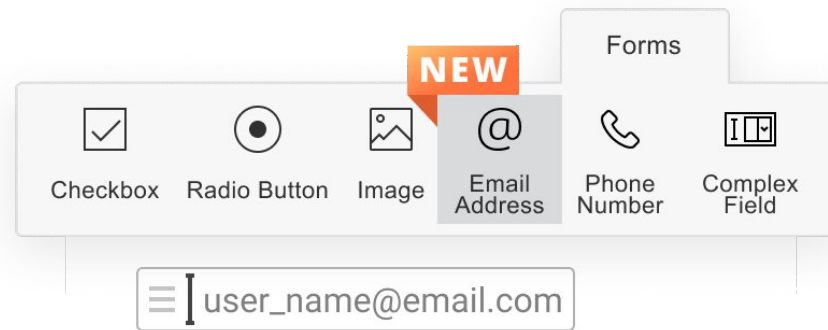 Forms
NEW
Checkbox
Radio Button
Image
Email
Address
Phone
Number
Complex
Field
user_name@email.com